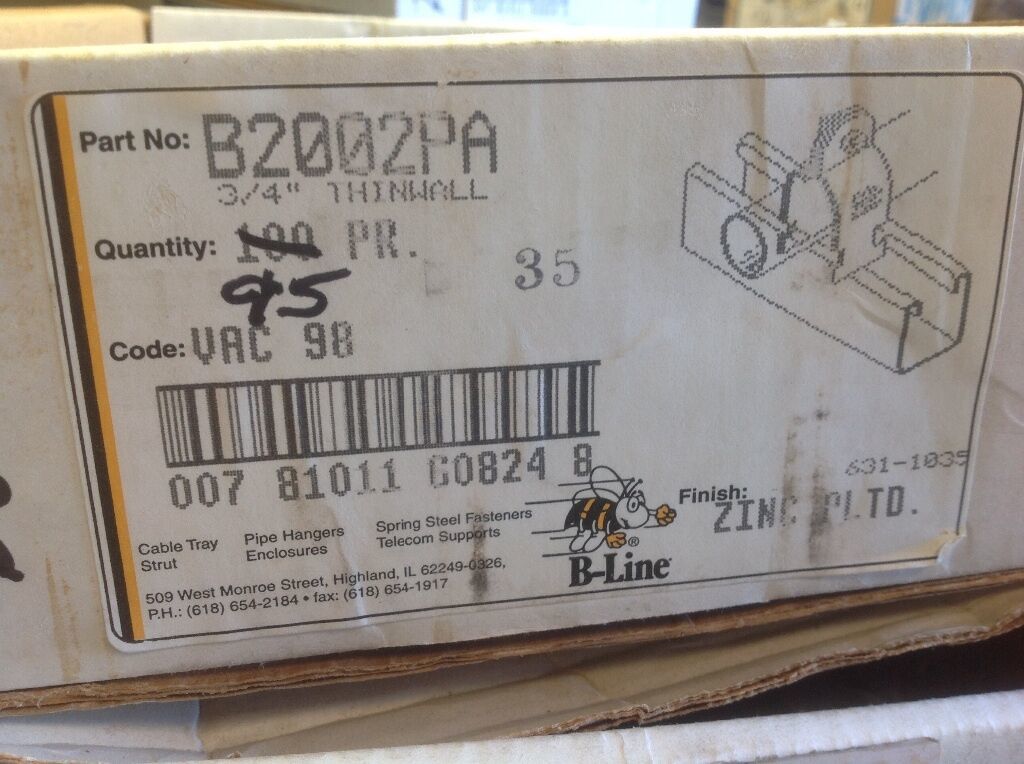 Part No: B2002PA
3/4" THINWALL
Quantity: 100 PR.
95
35
Code: VAC 98
007 81011 00824 8
631-1035
Finish: ZINC PLTD.
Cable Tray
Strut
Pipe Hangers
Enclosures
Spring Steel Fasteners
Telecom Supports
B-Line®
509 West Monroe Street, Highland, IL 62249-0326,
P.H.: (618) 654-2184 • fax: (618) 654-1917